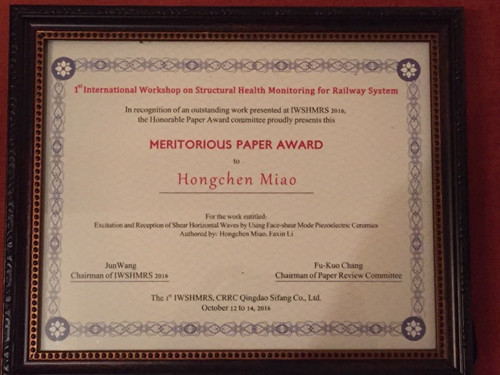 1st International Workshop on Structural Health Monitoring for Railway System
In recognition of an outstanding work presented at IWSHMRS 2016,
the Honorable Paper Award committee proudly presents this
MERITORIOUS PAPER AWARD
to
Hongchen Miao
For the work entitled:
Excitation and Reception of Shear Horizontal Waves by Using Face-shear Mode Piezoelectric Ceramics
Authored by: Hongchen Miao, Faxin Li
JunWang
Chairman of IWSHMRS 2016
Fu-Kuo Chang
Chairman of Paper Review Committee
The 1st IWSHMRS, CRRC Qingdao Sifang Co., Ltd.
October 12 to 14, 2016